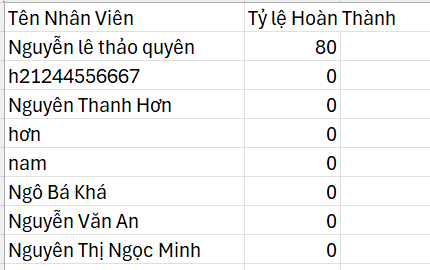 Tên Nhân Viên Tỷ lệ Hoàn Thành
Nguyễn lê thảo quyên 80
h21244556667 0
Nguyên Thanh Hơn 0
hơn 0
nam 0
Ngô Bá Khá 0
Nguyễn Văn An 0
Nguyên Thị Ngọc Minh 0